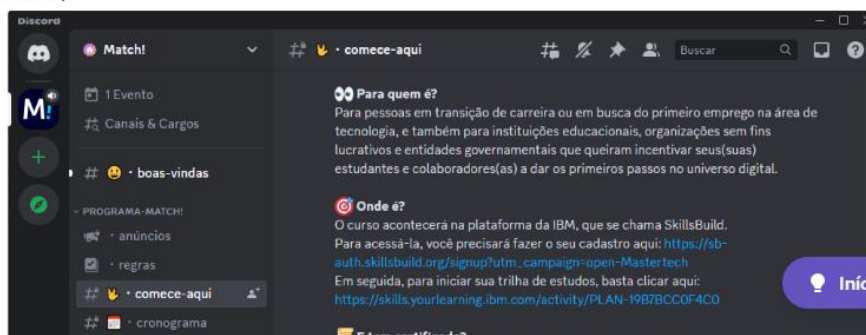 Discord
Match!
comece-aqui
Buscar
1 Evento
Canais & Cargos
boas-vindas
PROGRAMA-MATCH!
anúncios
regras
comece-aqui
cronograma
M!
Para quem é?
Para pessoas em transição de carreira ou em busca do primeiro emprego na área de
tecnologia, e também para instituições educacionais, organizações sem fins
lucrativos e entidades governamentais que queiram incentivar seus(suas)
estudantes e colaboradores(as) a dar os primeiros passos no universo digital.
Onde é?
O curso acontecerá na plataforma da IBM, que se chama SkillsBuild.
Para acessá-la, você precisará fazer o seu cadastro aqui: https://sb-
auth.skillsbuild.org/signup?utm_campaign=open-Mastertech
Em seguida, para iniciar sua trilha de estudos, basta clicar aqui:
https://skills.yourlearning.ibm.com/activity/PLAN-19B7BCC0F4C0
E tem certificado?